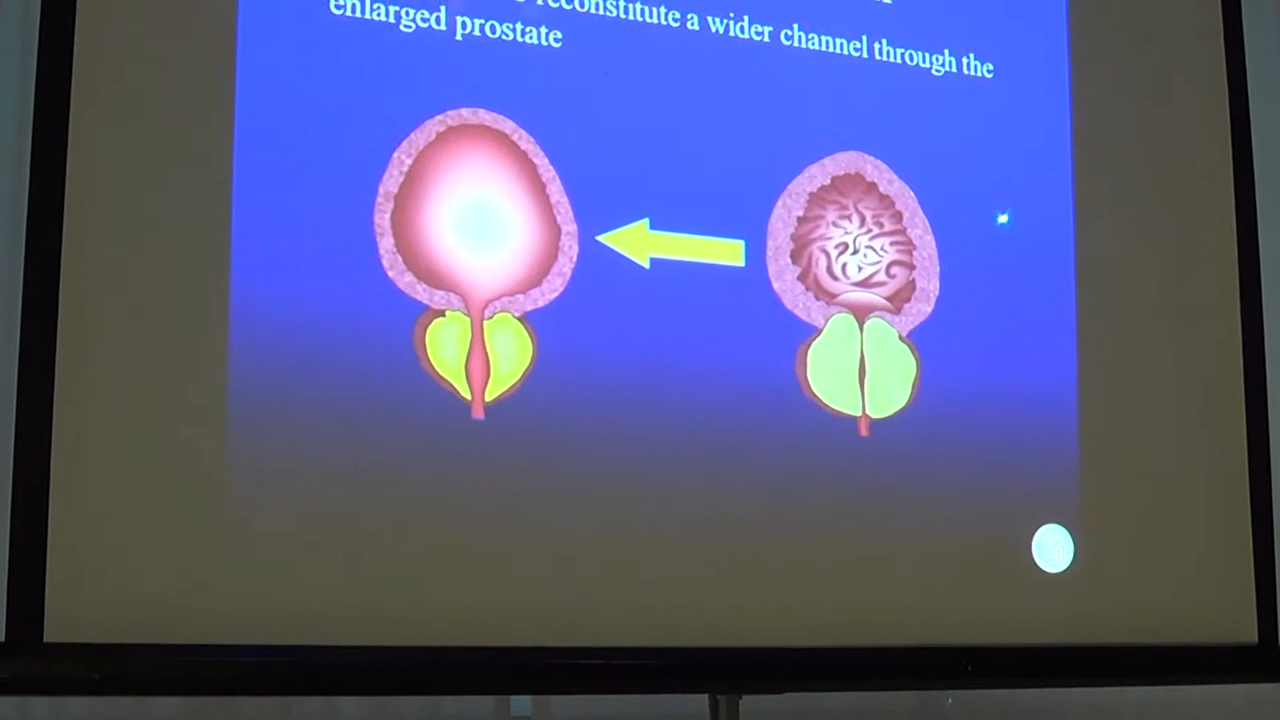 reconstitute a wider channel through the
enlarged prostate